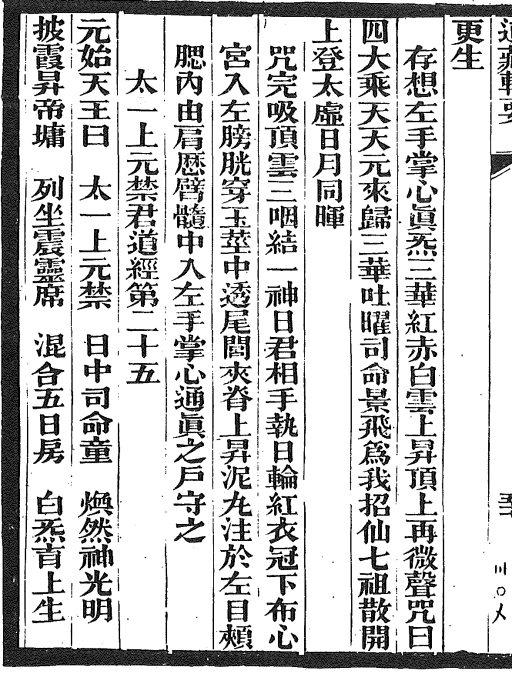 道藏輯要
更生
存想左手掌心眞炁三華紅赤白雲上昇頂上再微聲咒曰
四大乘天天元來歸三華吐曜司命景飛爲我招仙七祖散開
上登太虛日月同暉
咒完吸頂雲三咽結一神日君相手執日輪紅衣冠下布心
宮入左膀胱穿玉莖中透尾閭夾脊上昇泥丸注於左目頰
腮內由肩歷臂髓中入左手掌心通眞之戶守之
太一上元禁君道經第二十五
元始天王曰 太一上元禁 日中司命童 煥然神光明
披霞昇帝墉 列坐震靈席 混合五日房 白炁育上生